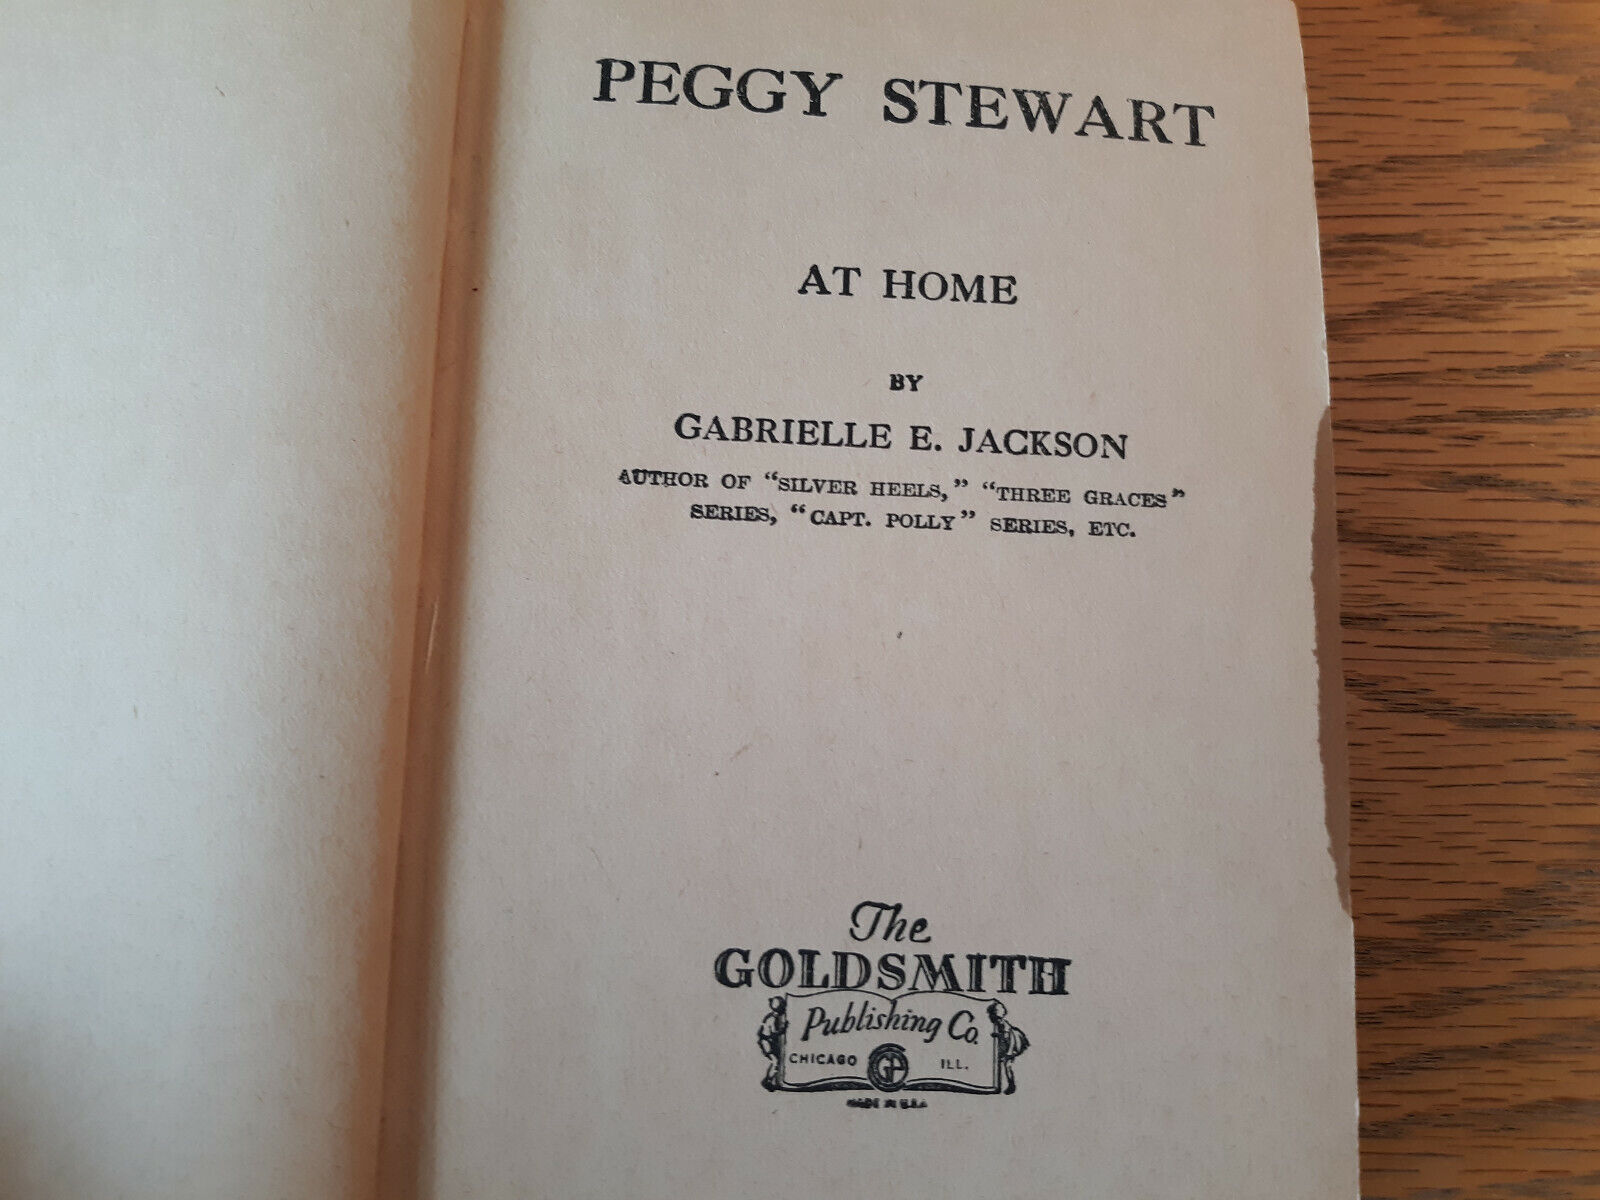 PEGGY STEWART
AT HOME
BY
GABRIELLE E. JACKSON
AUTHOR OF "SILVER HEELS," "THREE GRACES"
SERIES, "CAPT. POLLY" SERIES, ETC.
The
GOLDSMITH
Publishing Co.
CHICAGO GP ILL.
MADE IN U.S.A.